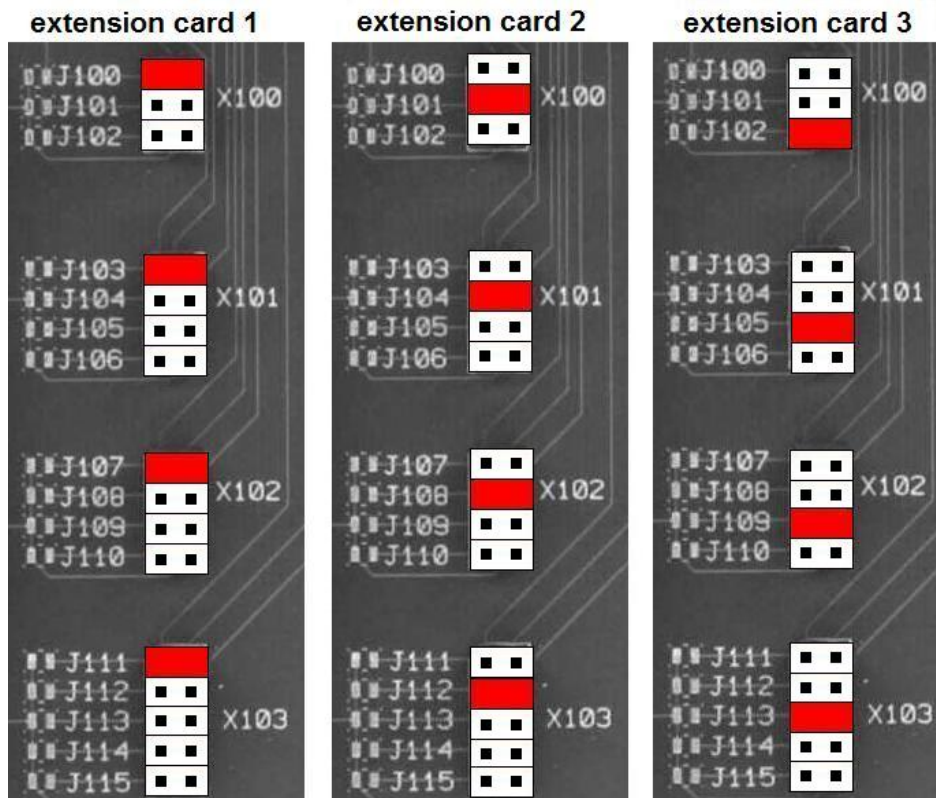 extension card 1
J100
J101
X100
J102
J103
J104
X101
J105
J106
J107
J108
X102
J109
J110
J111
J112
J113
X103
J114
J115
extension card 2
J100
J101
X100
J102
J103
J104
X101
J105
J106
J107
J108
X102
J109
J110
J111
J112
J113
X103
J114
J115
extension card 3
J100
J101
X100
J102
J103
J104
X101
J105
J106
J107
J108
X102
J109
J110
J111
J112
J113
X103
J114
J115